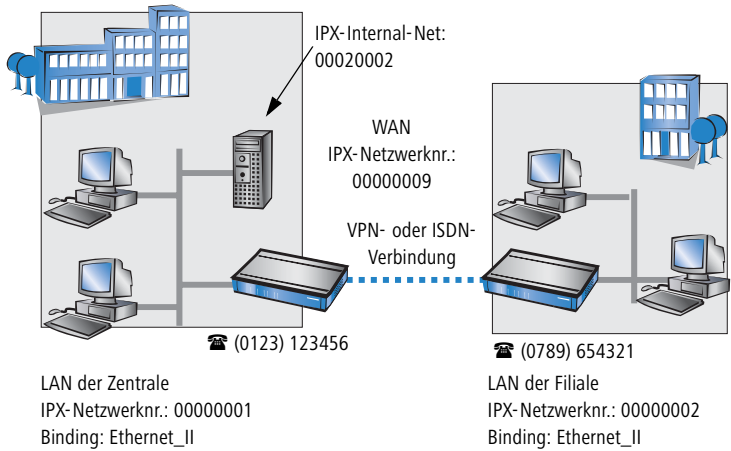 IPX-Internal-Net:
00020002
WAN
IPX-Netzwerknr.:
00000009
VPN- oder ISDN-
Verbindung
☎ (0123) 123456
☎ (0789) 654321
LAN der Zentrale
IPX-Netzwerknr.: 00000001
Binding: Ethernet_II
LAN der Filiale
IPX-Netzwerknr.: 00000002
Binding: Ethernet_II